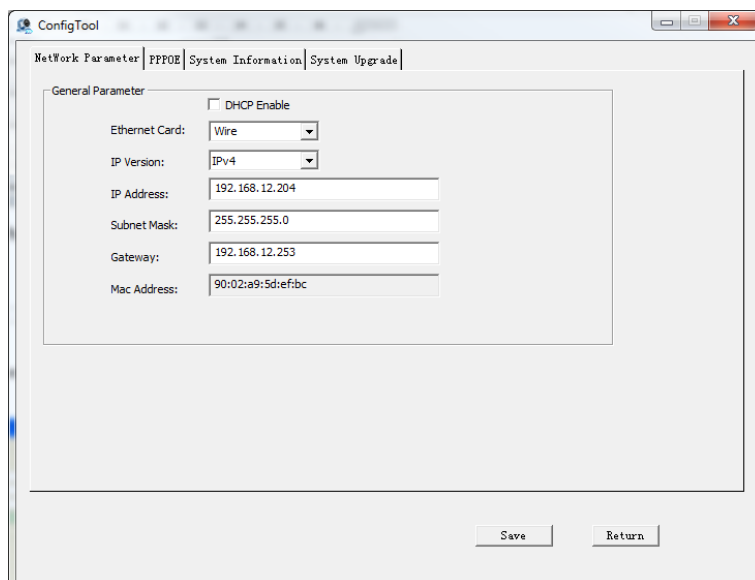 ConfigTool
NetWork Parameter PPPOE System Information System Upgrade
General Parameter
DHCP Enable
Ethernet Card: Wire
IP Version: IPv4
IP Address: 192.168.12.204
Subnet Mask: 255.255.255.0
Gateway: 192.168.12.253
Mac Address: 90:02:a9:5d:ef:bc
Save Return